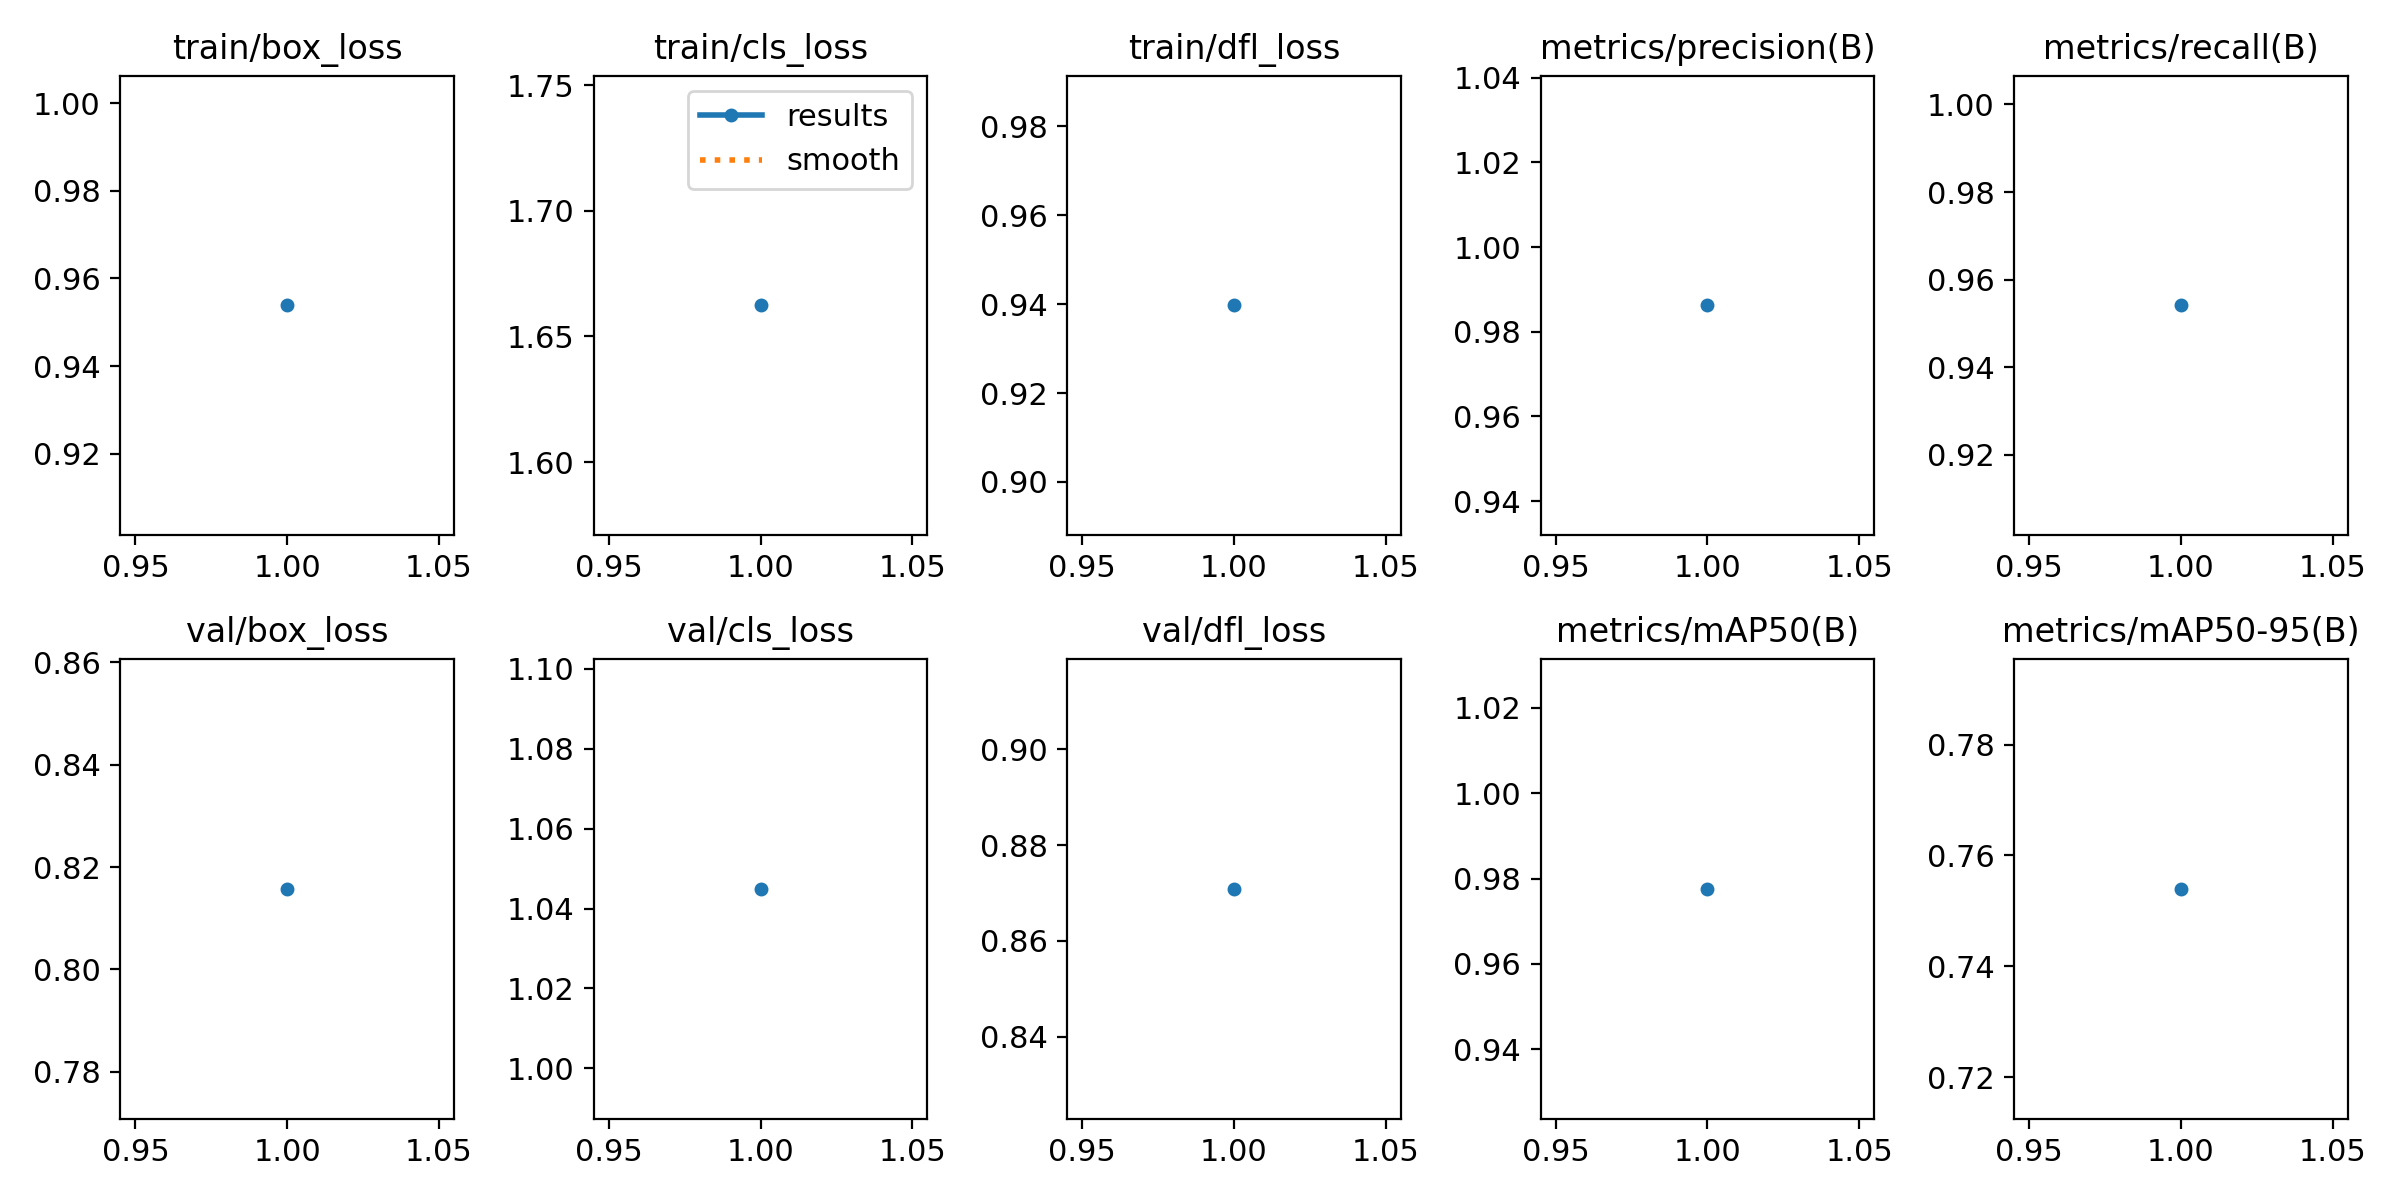 train/box_loss
1.00
0.98
0.96
0.94
0.92
0.95 1.00 1.05
train/cls_loss
results
smooth
1.75
1.70
1.65
1.60
0.95 1.00 1.05
train/dfl_loss
0.98
0.96
0.94
0.92
0.90
0.95 1.00 1.05
metrics/precision(B)
1.04
1.02
1.00
0.98
0.96
0.94
0.95 1.00 1.05
metrics/recall(B)
1.00
0.98
0.96
0.94
0.92
0.95 1.00 1.05
val/box_loss
0.86
0.84
0.82
0.80
0.78
0.95 1.00 1.05
val/cls_loss
1.10
1.08
1.06
1.04
1.02
1.00
0.95 1.00 1.05
val/dfl_loss
0.90
0.88
0.86
0.84
0.95 1.00 1.05
metrics/mAP50(B)
1.02
1.00
0.98
0.96
0.94
0.95 1.00 1.05
metrics/mAP50-95(B)
0.78
0.76
0.74
0.72
0.95 1.00 1.05